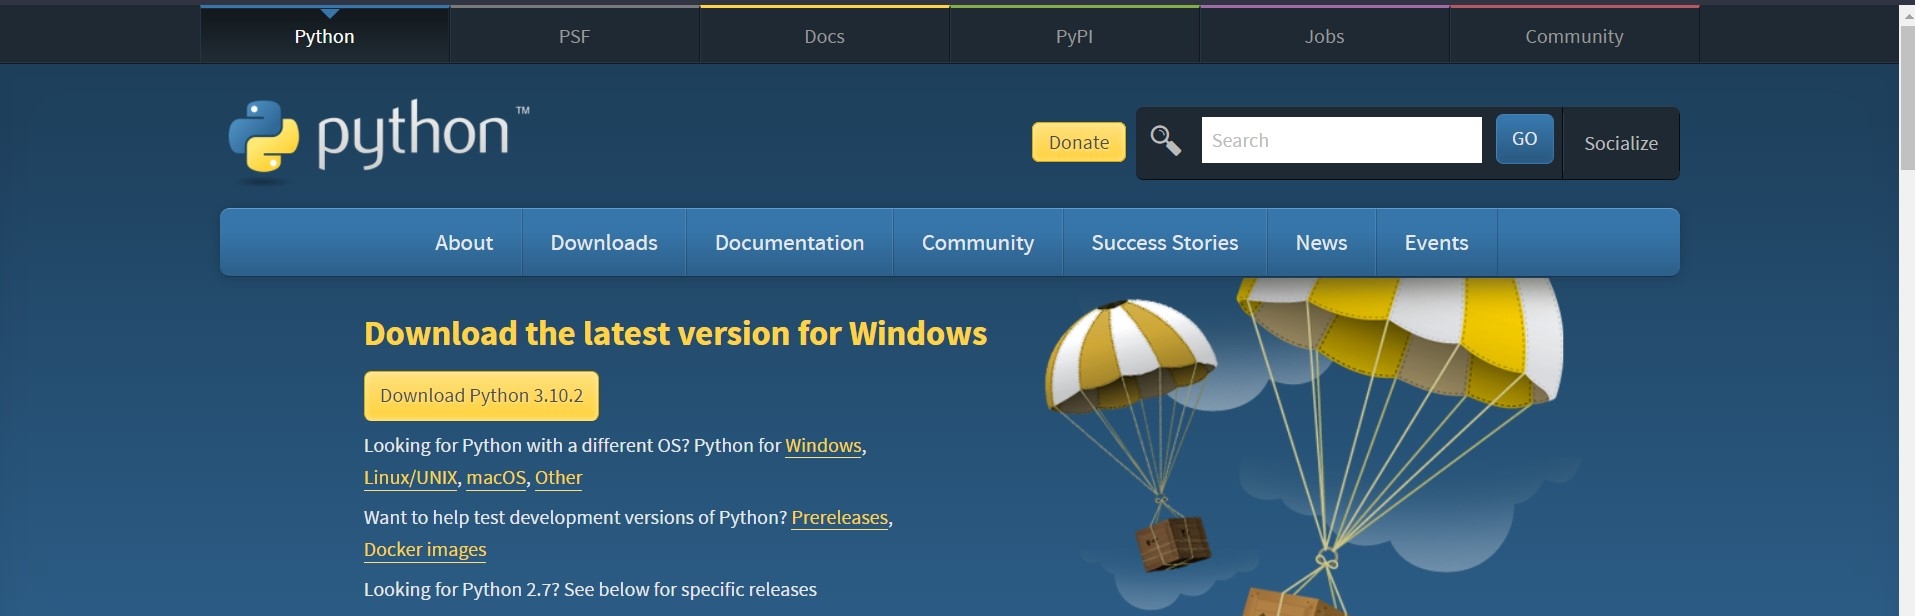 Python PSF Docs PyPI Jobs Community
python™
Donate Search GO Socialize
About Downloads Documentation Community Success Stories News Events
Download the latest version for Windows
Download Python 3.10.2
Looking for Python with a different OS? Python for Windows,
Linux/UNIX, macOS, Other
Want to help test development versions of Python? Prereleases,
Docker images
Looking for Python 2.7? See below for specific releases